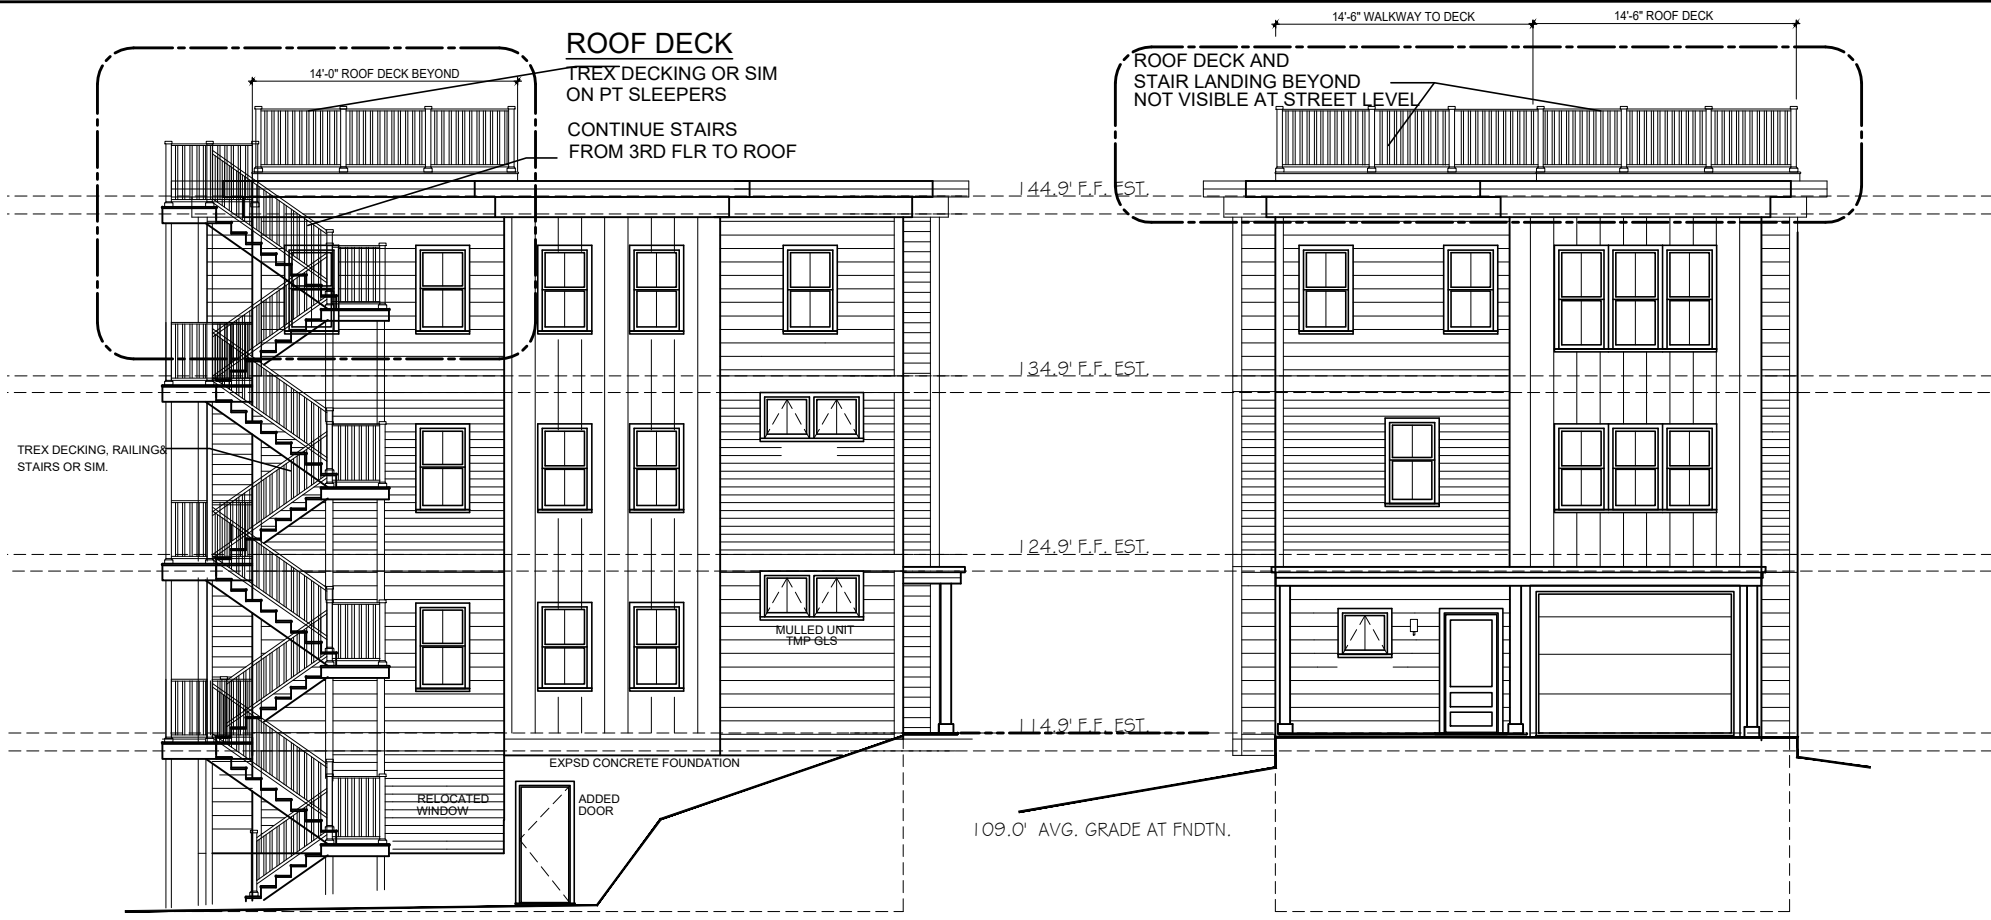 14'-6" WALKWAY TO DECK
14'-6" ROOF DECK
ROOF DECK
14'-0" ROOF DECK BEYOND
TREX DECKING OR SIM
ON PT SLEEPERS
CONTINUE STAIRS
FROM 3RD FLR TO ROOF
ROOF DECK AND
STAIR LANDING BEYOND
NOT VISIBLE AT STREET LEVEL
144.9' F.F. EST.
134.9' F.F. EST.
TREX DECKING, RAILING&
STAIRS OR SIM.
124.9' F.F. EST.
MULLED UNIT
TMP GLS
114.9' F.F. EST.
EXPSD CONCRETE FOUNDATION
RELOCATED
WINDOW
ADDED
DOOR
109.0' AVG. GRADE AT FNDTN.